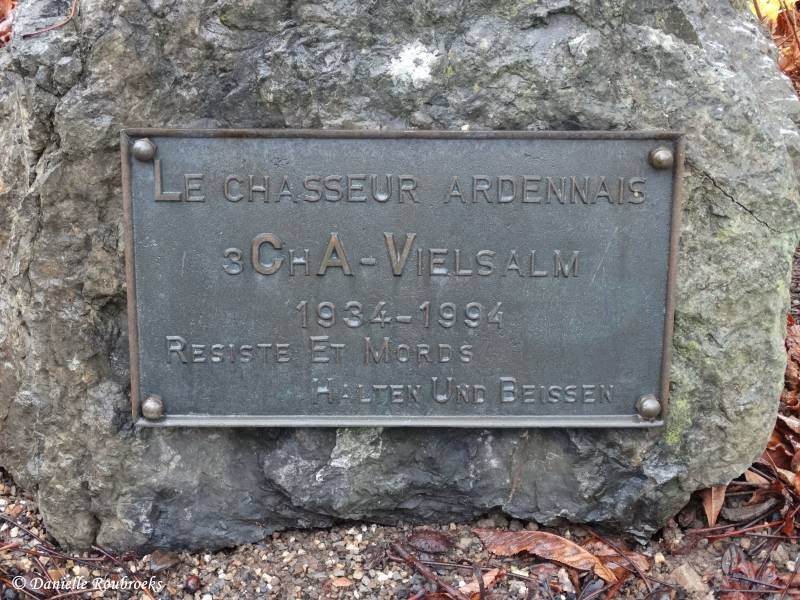 LE CHASSEUR ARDENNAIS
3CHA-VIELSALM
1934-1994
RESISTE ET MORDS
HALTEN UND BEISSEN
© Danielle Roubroeks